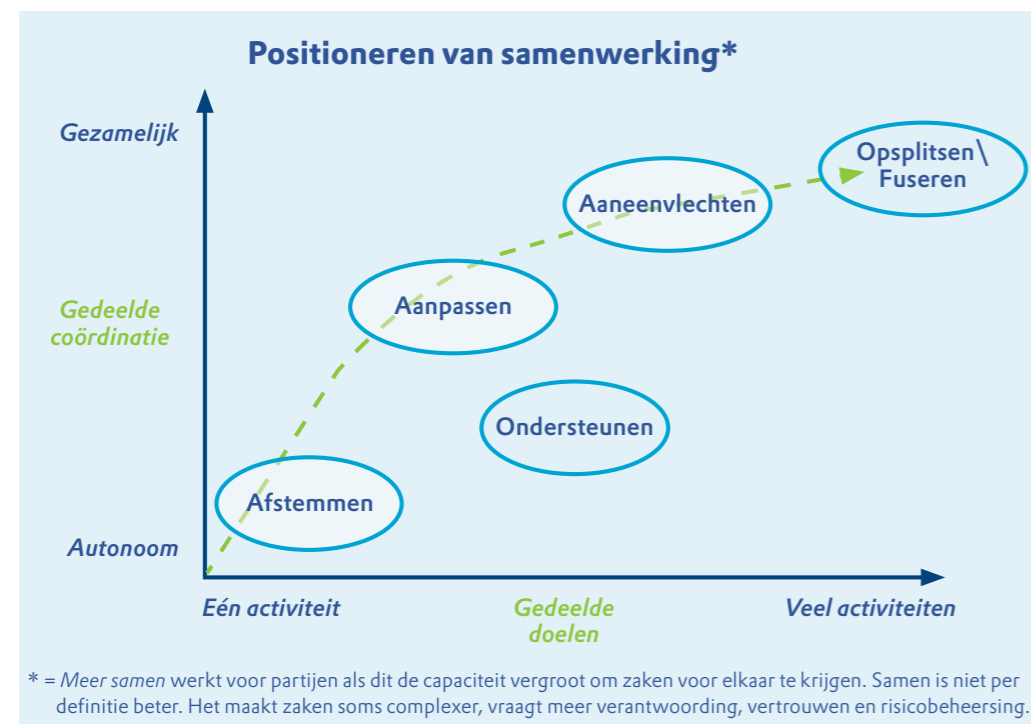 Positioneren van samenwerking*
Gezamelijk
Opsplitsen\
Fuseren
Aaneenvlechten
Gedeelde
coördinatie
Aanpassen
Ondersteunen
Afstemmen
Autonoom
Eén activiteit
Gedeelde
doelen
Veel activiteiten
* = Meer samen werkt voor partijen als dit de capaciteit vergroot om zaken voor elkaar te krijgen. Samen is niet per
definitie beter. Het maakt zaken soms complexer, vraagt meer verantwoording, vertrouwen en risicobeheersing.